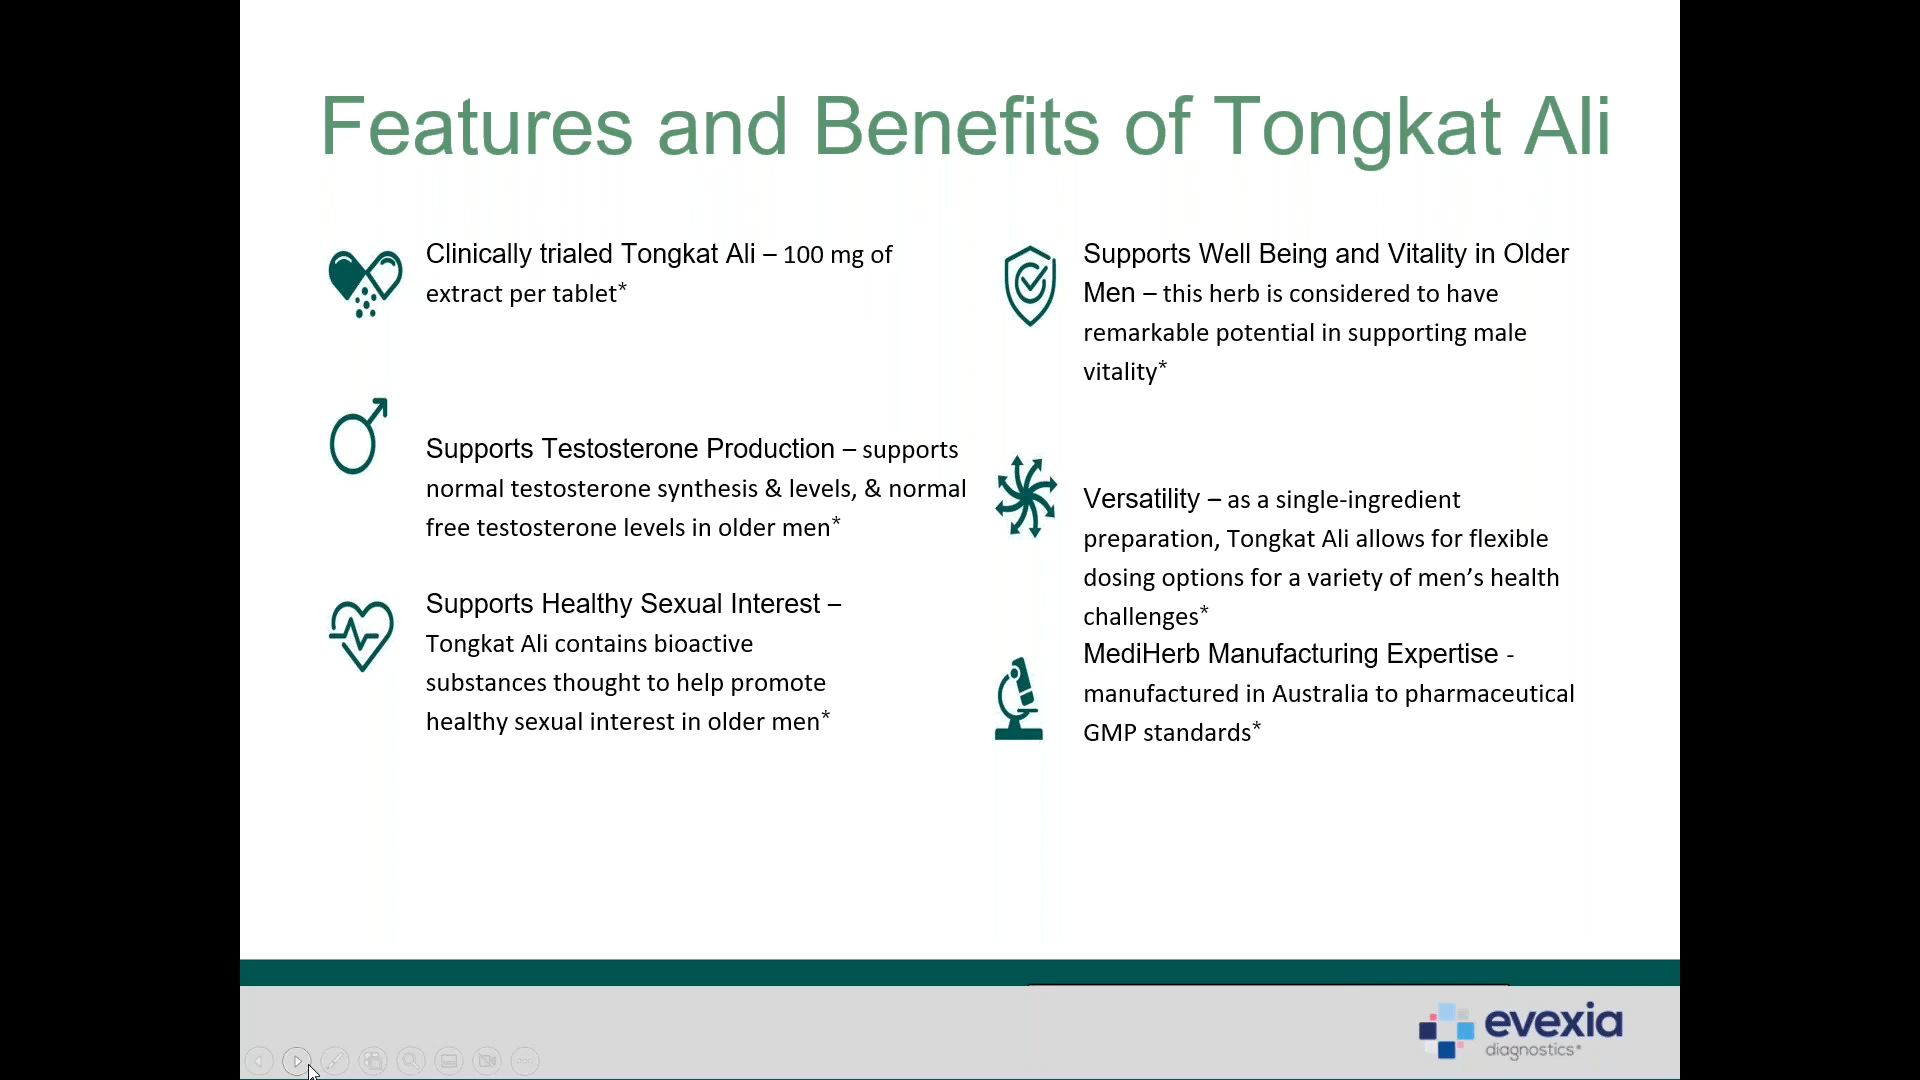 Features and Benefits of Tongkat Ali
Clinically trialed Tongkat Ali – 100 mg of
extract per tablet*
Supports Testosterone Production – supports
normal testosterone synthesis & levels, & normal
free testosterone levels in older men*
Supports Healthy Sexual Interest –
Tongkat Ali contains bioactive
substances thought to help promote
healthy sexual interest in older men*
Supports Well Being and Vitality in Older
Men – this herb is considered to have
remarkable potential in supporting male
vitality*
Versatility – as a single-ingredient
preparation, Tongkat Ali allows for flexible
dosing options for a variety of men’s health
challenges*
MediHerb Manufacturing Expertise -
manufactured in Australia to pharmaceutical
GMP standards*
evexia
diagnostics*